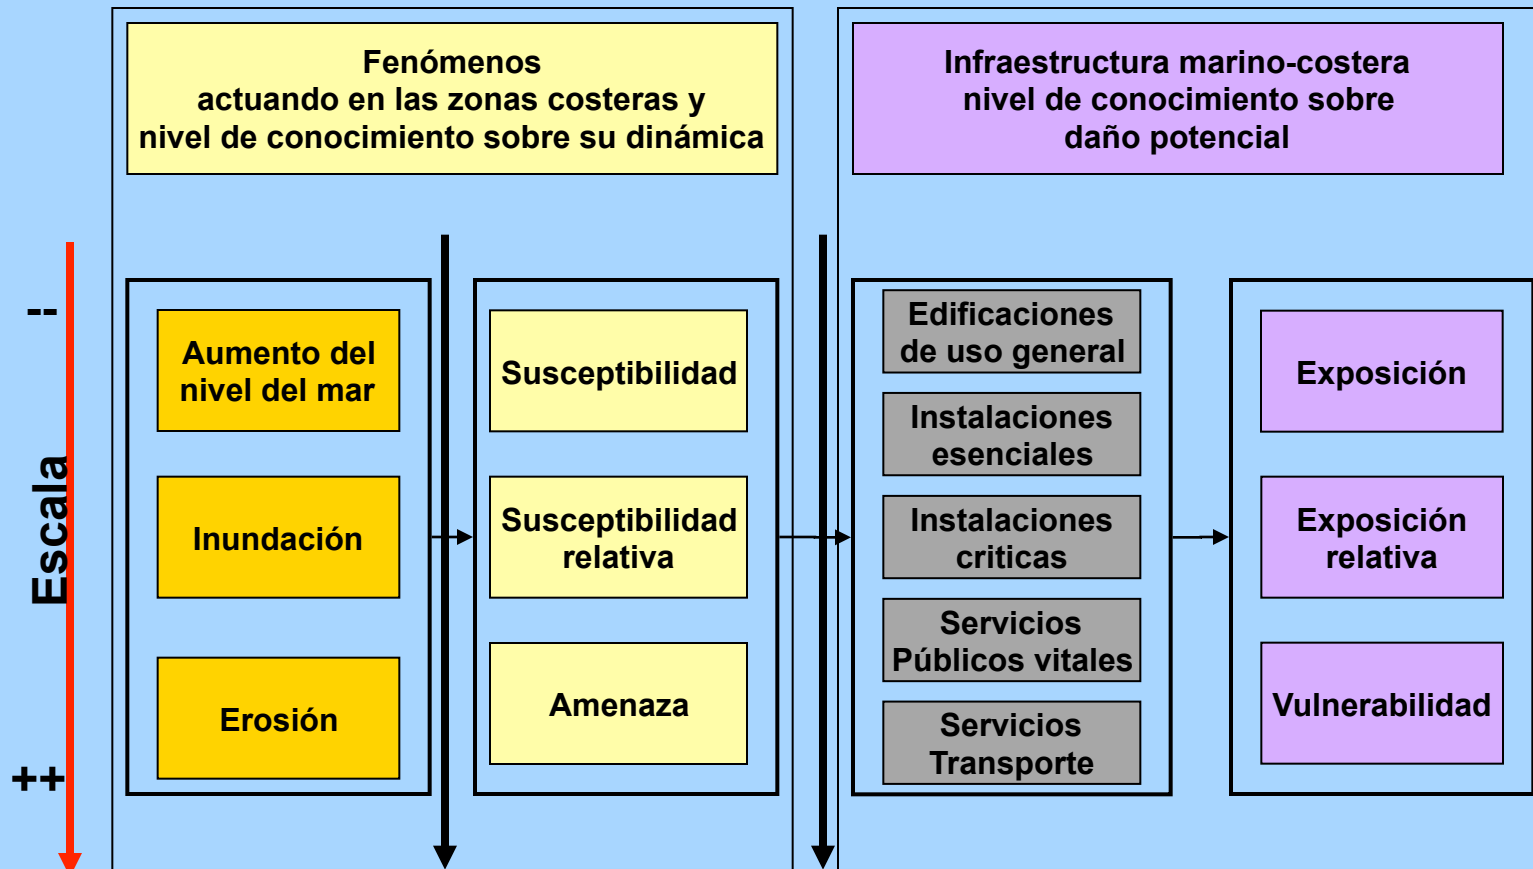 Fenómenos
actuando en las zonas costeras y
nivel de conocimiento sobre su dinámica
Infraestructura marino-costera
nivel de conocimiento sobre
daño potencial
--
Escala
++
Aumento del
nivel del mar
Inundación
Erosión
Susceptibilidad
Susceptibilidad
relativa
Amenaza
Edificaciones
de uso general
Instalaciones
esenciales
Instalaciones
criticas
Servicios
Públicos vitales
Servicios
Transporte
Exposición
Exposición
relativa
Vulnerabilidad